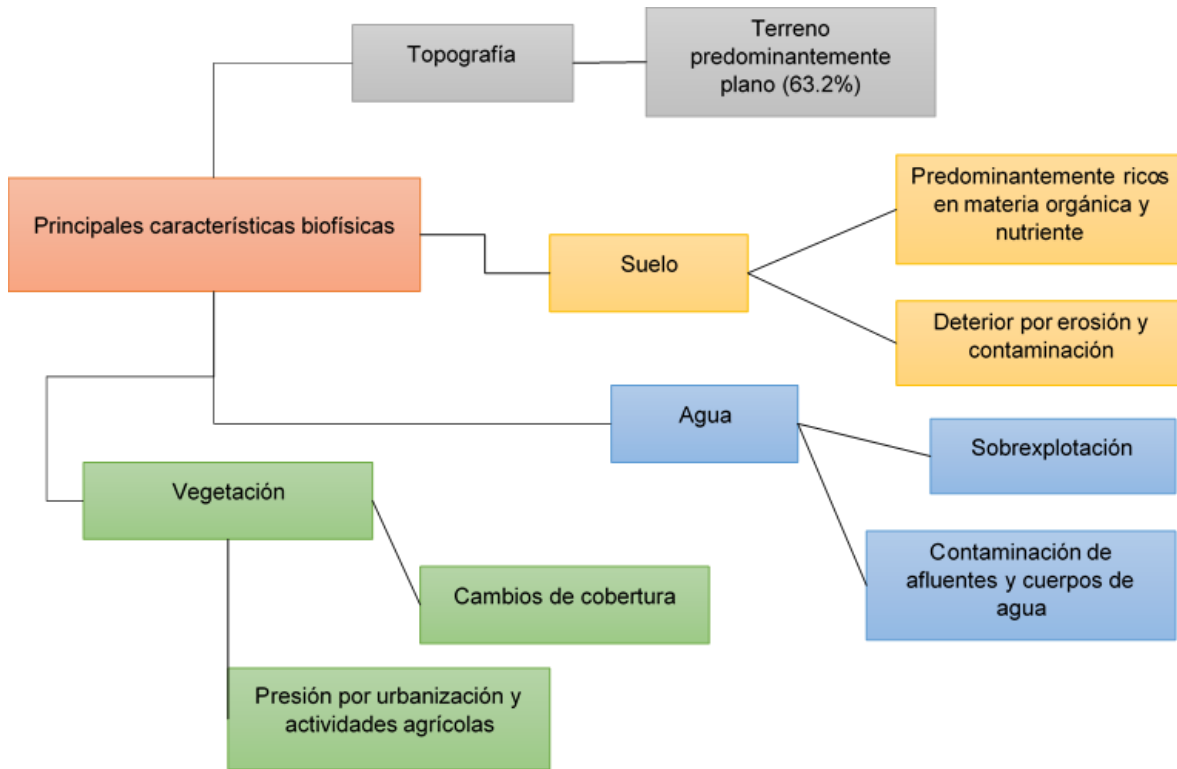 Topografía
Terreno
predominantemente
plano (63.2%)
Principales características biofísicas
Suelo
Predominantemente ricos
en materia orgánica y
nutriente
Deterior por erosión y
contaminación
Agua
Sobrexplotación
Contaminación de
afluentes y cuerpos de
agua
Vegetación
Cambios de cobertura
Presión por urbanización y
actividades agrícolas